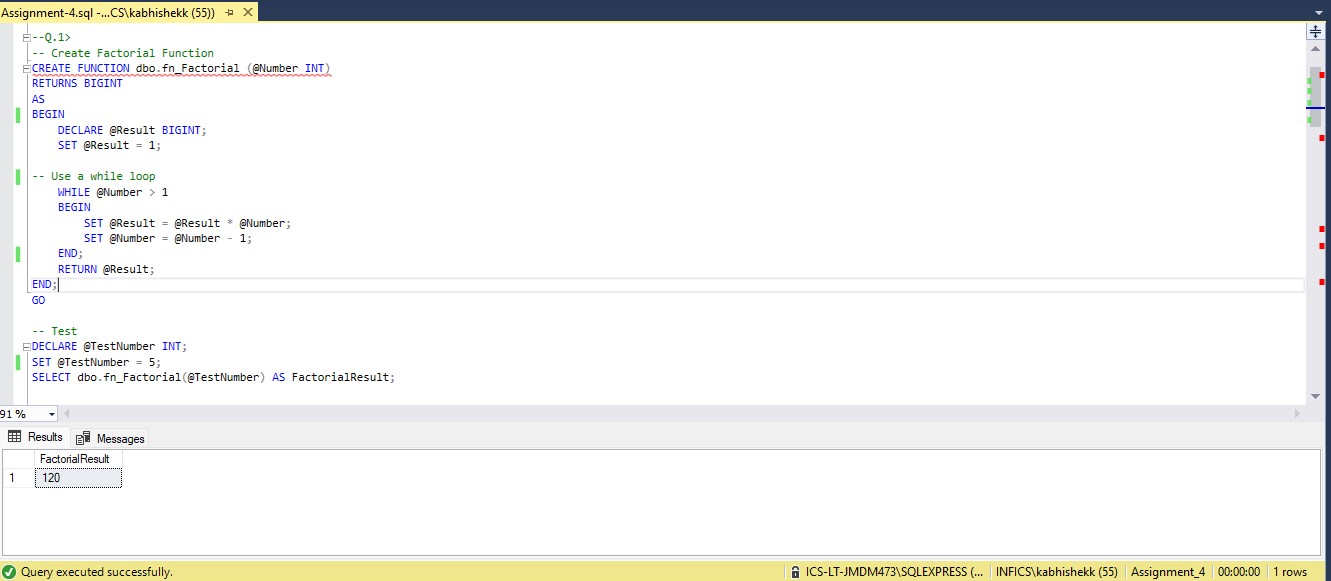 Assignment-4.sql -...CS\kabhishekk (55))
--Q.1>
-- Create Factorial Function
CREATE FUNCTION dbo.fn_Factorial (@Number INT)
RETURNS BIGINT
AS
BEGIN
DECLARE @Result BIGINT;
SET @Result = 1;
-- Use a while loop
WHILE @Number > 1
BEGIN
SET @Result = @Result * @Number;
SET @Number = @Number - 1;
END;
RETURN @Result;
END;
GO
-- Test
DECLARE @TestNumber INT;
SET @TestNumber = 5;
SELECT dbo.fn_Factorial(@TestNumber) AS FactorialResult;
91 %
Results Messages
FactorialResult
1 120
Query executed successfully. ICS-LT-JMDM473\SQLEXPRESS (... INFICS\kabhishekk (55) Assignment_4 00:00:00 1 rows